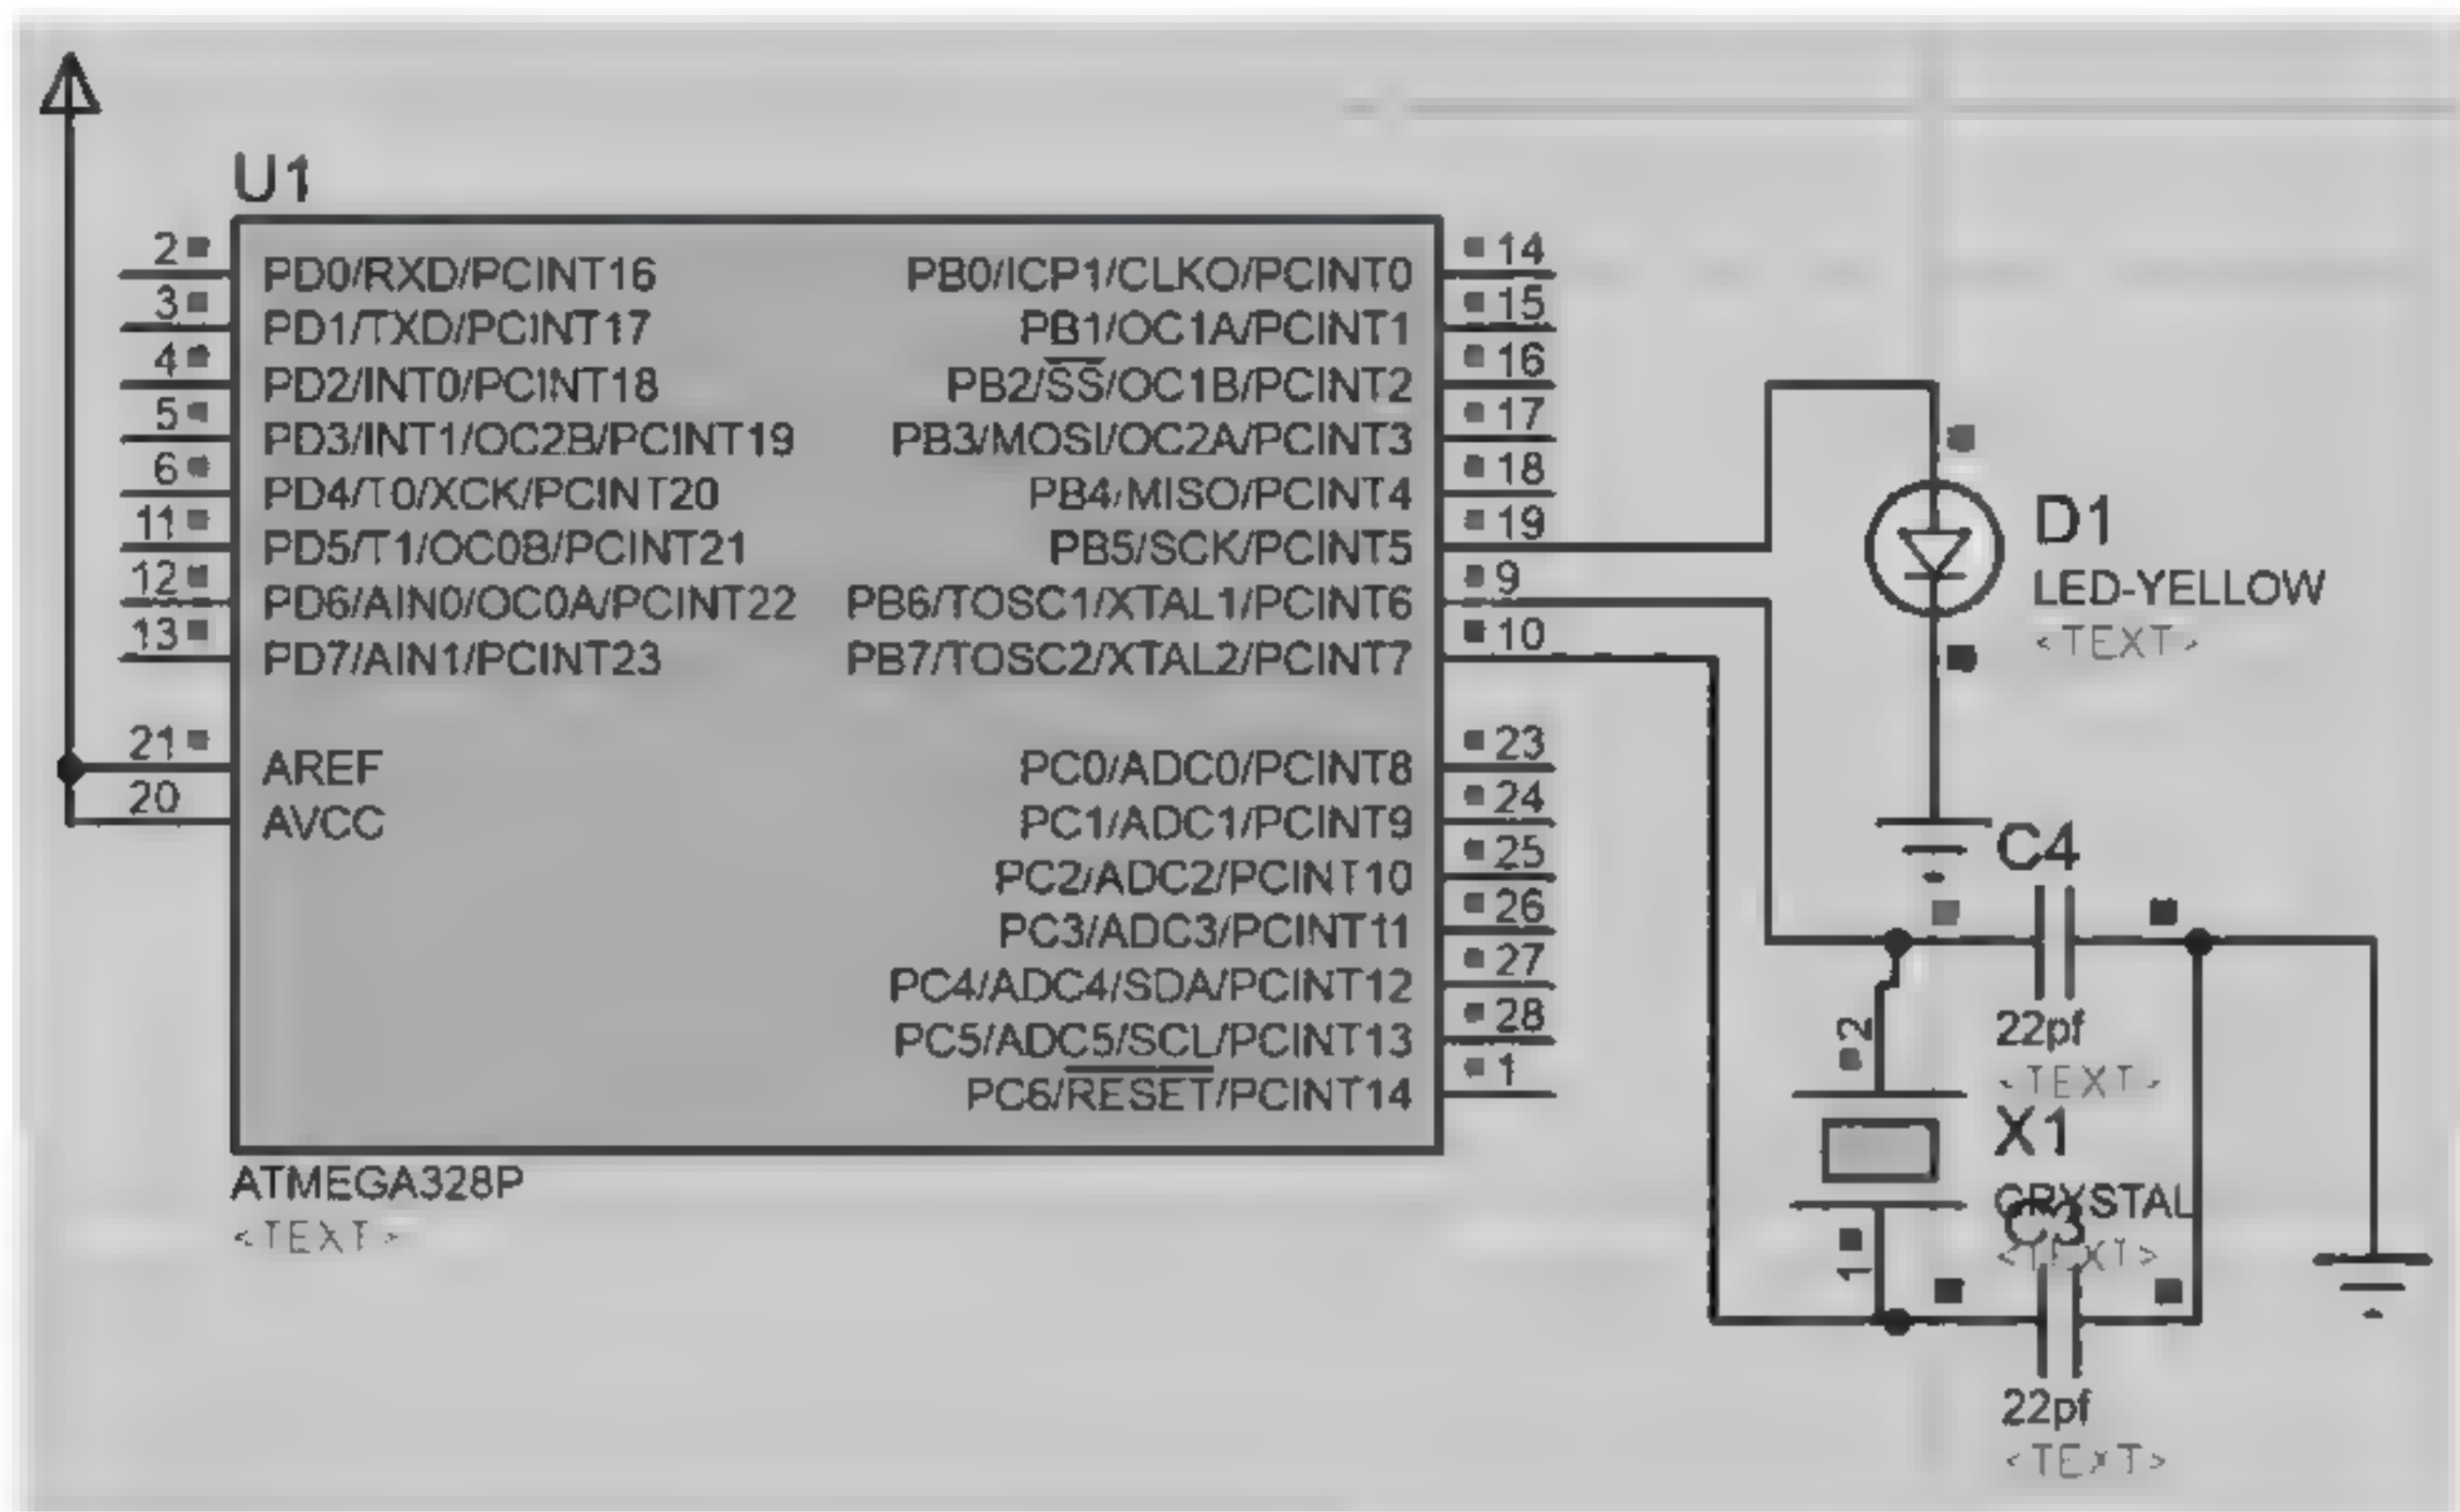 U1
2
PD0/RXD/PCINT16
3
PD1/TXD/PCINT17
4
PD2/INT0/PCINT18
5
PD3/INT1/OC2B/PCINT19
6
PD4/T0/XCK/PCINT20
11
PD5/T1/OC0B/PCINT21
12
PD6/AIN0/OC0A/PCINT22
13
PD7/AIN1/PCINT23
21
AREF
20
AVCC
PB0/ICP1/CLKO/PCINT0
14
PB1/OC1A/PCINT1
15
PB2/SS/OC1B/PCINT2
16
PB3/MOSI/OC2A/PCINT3
17
PB4/MISO/PCINT4
18
PB5/SCK/PCINT5
19
PB6/TOSC1/XTAL1/PCINT6
9
PB7/TOSC2/XTAL2/PCINT7
10
PC0/ADC0/PCINT8
23
PC1/ADC1/PCINT9
24
PC2/ADC2/PCINT10
25
PC3/ADC3/PCINT11
26
PC4/ADC4/SDA/PCINT12
27
PC5/ADC5/SCL/PCINT13
28
PC6/RESET/PCINT14
1
ATMEGA328P
<TEXT>
D1
LED-YELLOW
<TEXT>
C4
22pf
<TEXT>
2
X1
CRYSTAL
<TEXT>
1
C3
22pf
<TEXT>